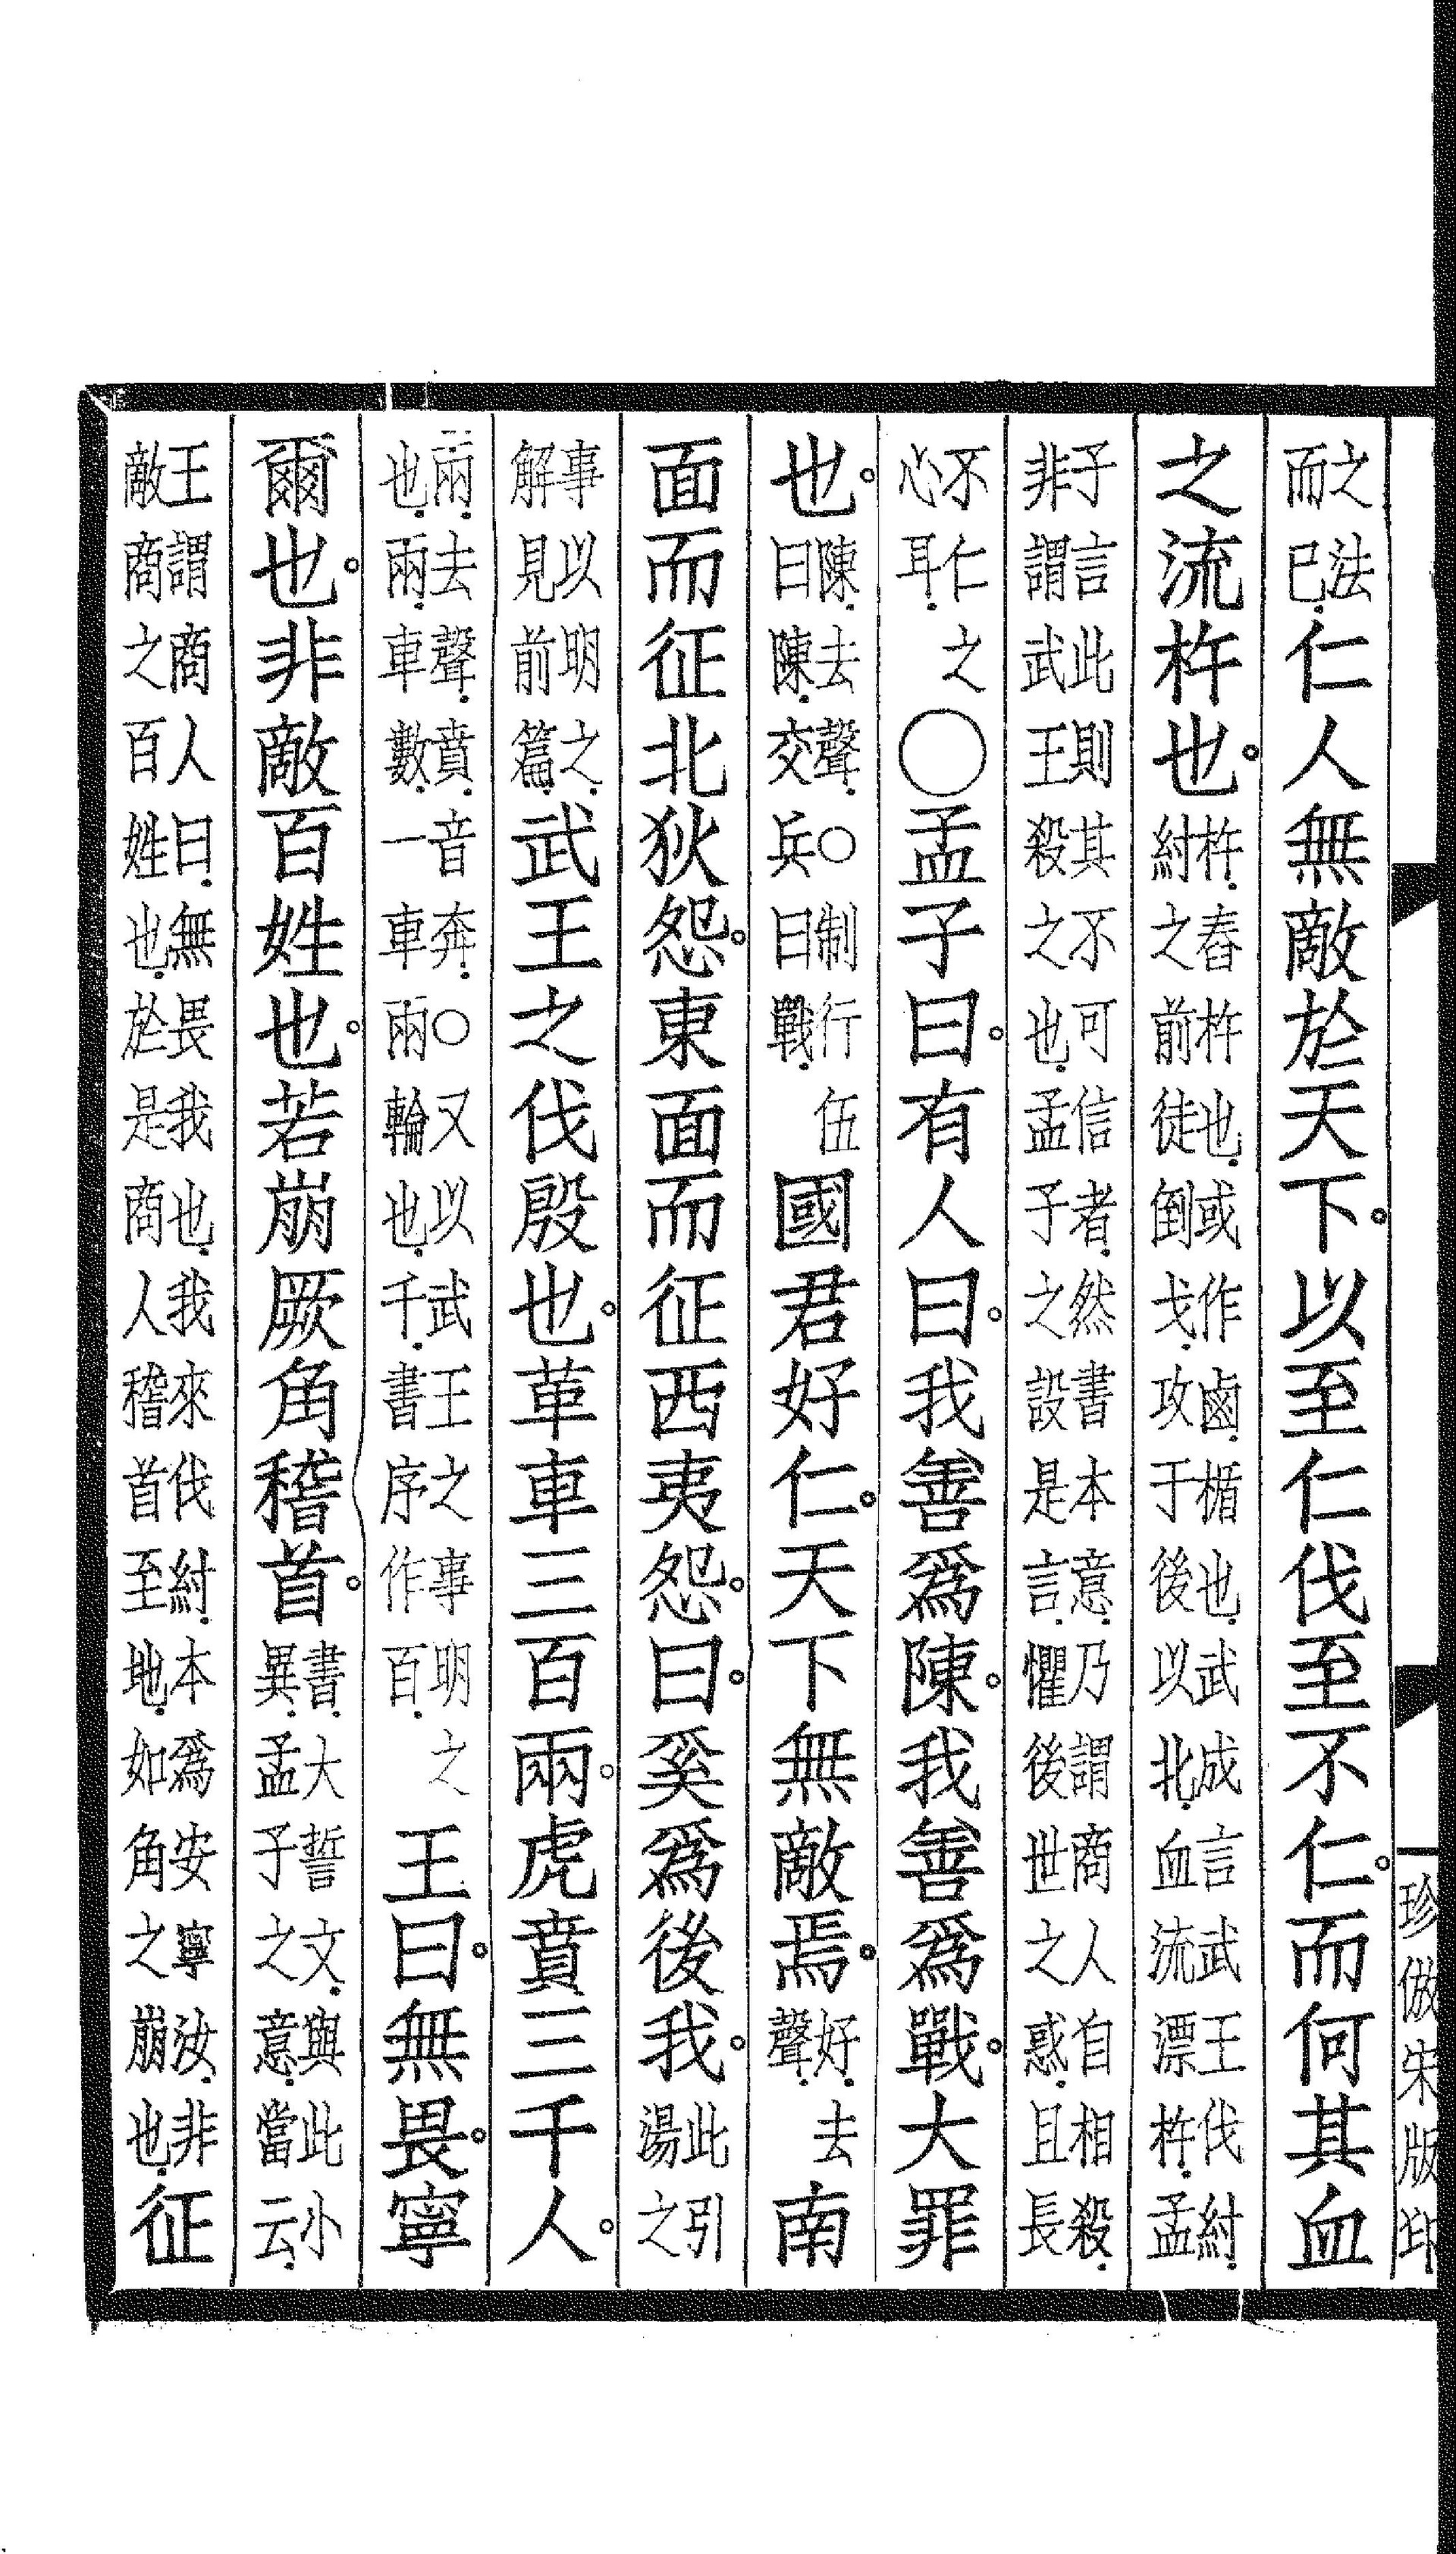 珍倣宋版印
之法而已。仁人無敵於天下。以至仁伐至不仁。而何其血
之流杵也。杵。舂杵也。或作鹵。楯也。武成言武王伐紂。紂之前徒倒戈。攻于後以北。血流漂杵。孟
子言此則其不可信者。然書本意。乃謂商人自相殺。非謂武王殺之也。孟子之設是言。懼後世之惑。且長
不仁之心耳。○孟子曰。有人曰。我善爲陳。我善爲戰。大罪
也。陳。去聲。○制行伍曰陳。交兵曰戰。國君好仁。天下無敵焉。好。去聲。南
面而征北狄怨。東面而征西夷怨。曰。奚爲後我。此引湯之
事以明之。解見前篇。武王之伐殷也。革車三百兩。虎賁三千人。
兩。去聲。賁。音奔。○又以武王之事明之也。兩。車數。一車兩輪也。千。書序作百。王曰。無畏。寧
爾也。非敵百姓也。若崩厥角稽首。書大誓文。與此小異。孟子之意。當云。
王謂商人曰。無畏我也。我來伐紂。本爲安寧汝。非敵商之百姓也。於是商人稽首至地。如角之崩也。征